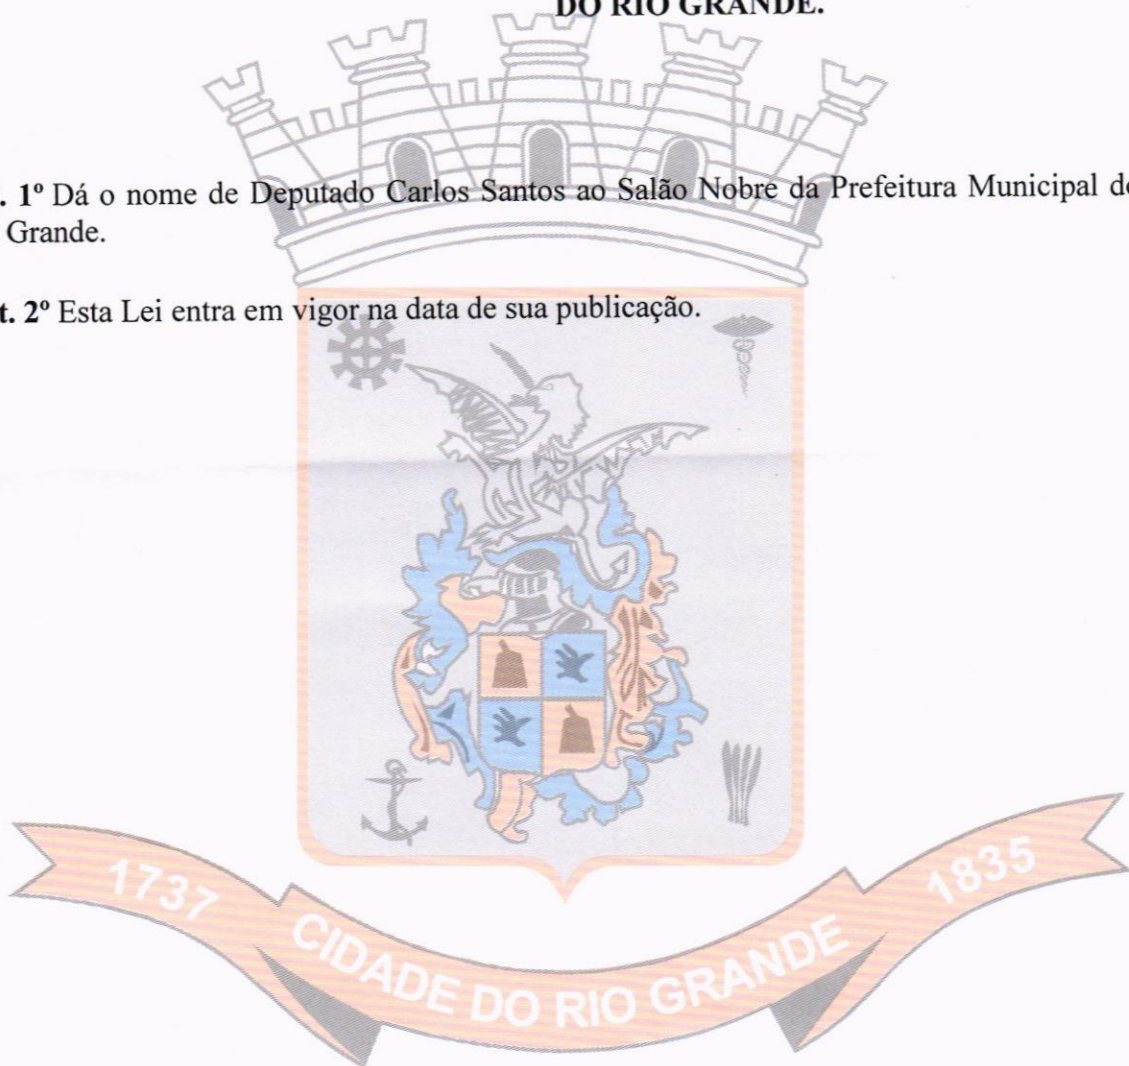 DO RIO GRANDE.
. 1º Dá o nome de Deputado Carlos Santos ao Salão Nobre da Prefeitura Municipal do
Grande.
t. 2º Esta Lei entra em vigor na data de sua publicação.
1737 CIDADE DO RIO GRANDE 1835